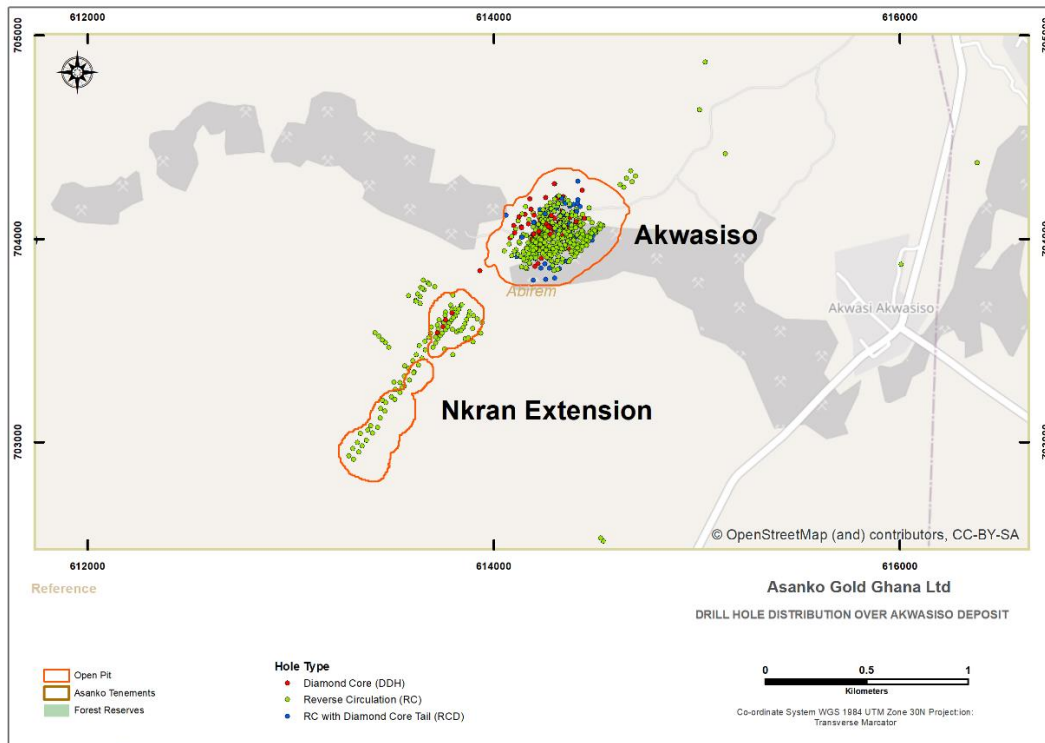 612000 614000 616000
705000 705000
704000 704000
703000 703000
Akwasiso
Abirem
Akwasi Akwasiso
Nkran Extension
© OpenStreetMap (and) contributors, CC-BY-SA
612000 614000 616000
Reference
Asanko Gold Ghana Ltd
DRILL HOLE DISTRIBUTION OVER AKWASISO DEPOSIT
Open Pit
Asanko Tenements
Forest Reserves
Hole Type
Diamond Core (DDH)
Reverse Circulation (RC)
RC with Diamond Core Tail (RCD)
0 0.5 1
Kilometers
Co-ordinate System WGS 1984 UTM Zone 30N Projection:
Transverse Marcator